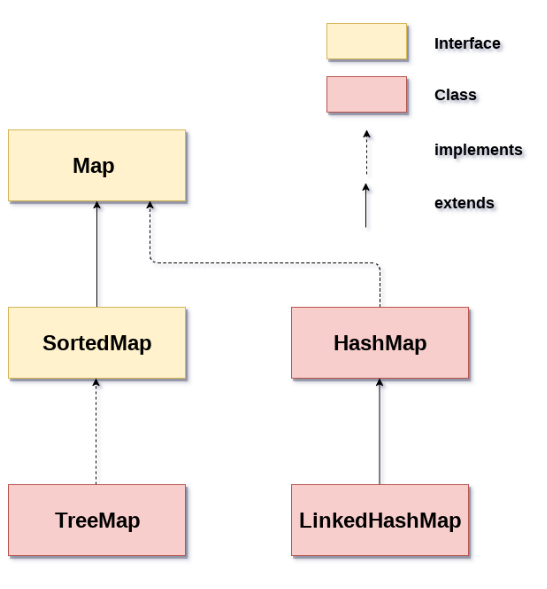 Interface
Class
implements
extends
Map
SortedMap
HashMap
TreeMap
LinkedHashMap